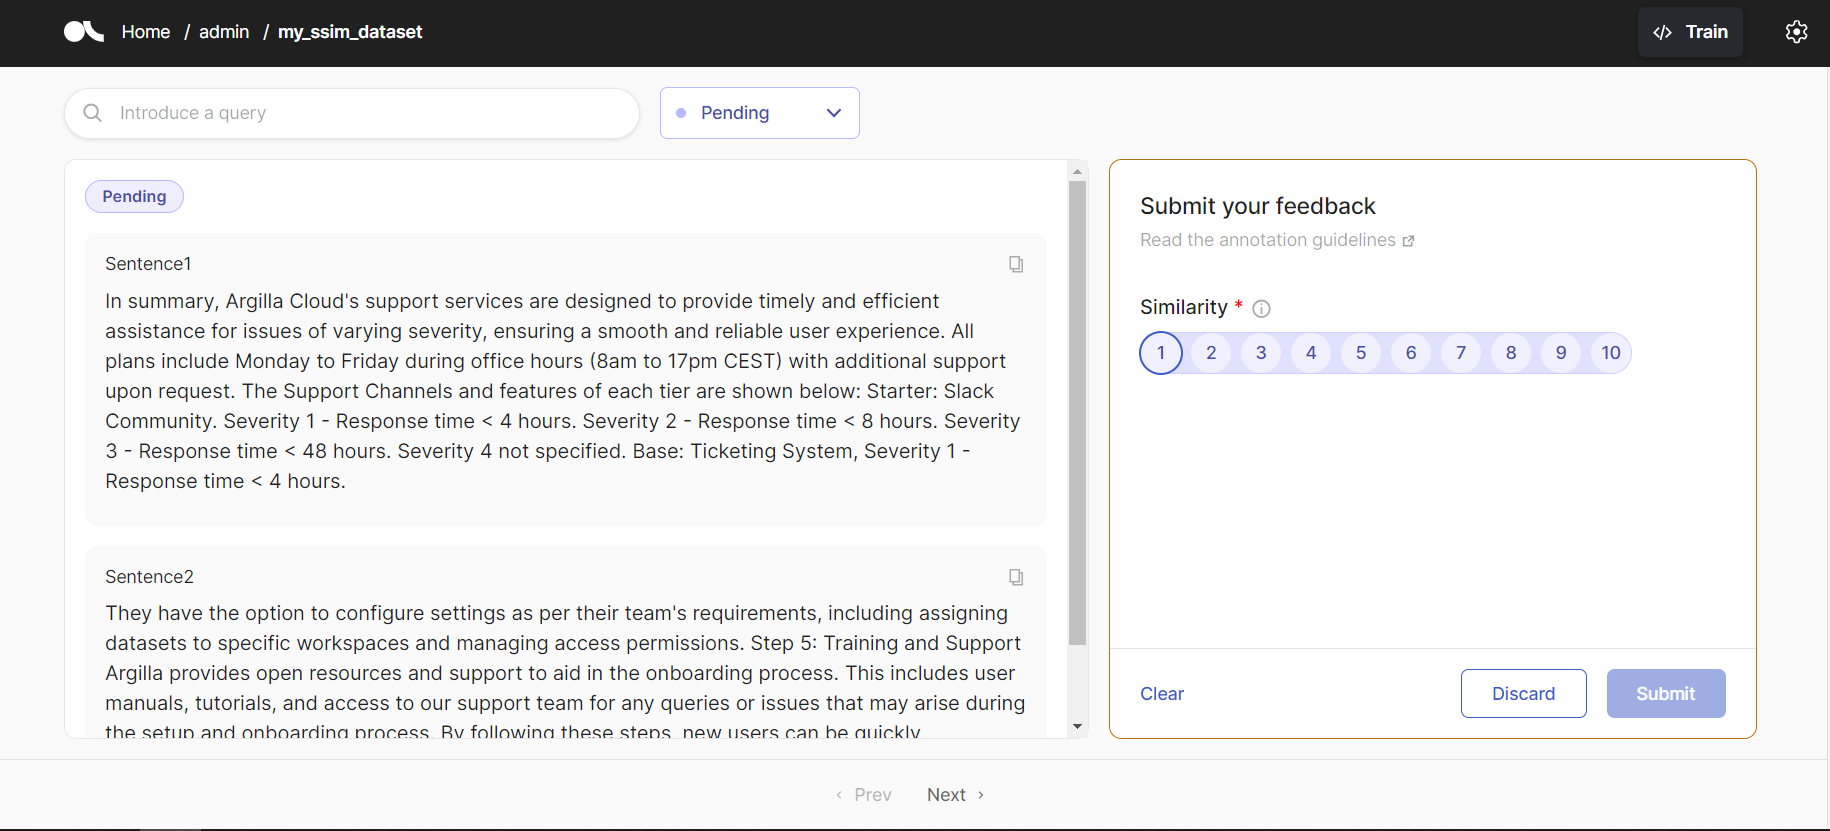 Home / admin / my_ssim_dataset
Train
Introduce a query
Pending
Pending
Sentence1
In summary, Argilla Cloud's support services are designed to provide timely and efficient
assistance for issues of varying severity, ensuring a smooth and reliable user experience. All
plans include Monday to Friday during office hours (8am to 17pm CEST) with additional support
upon request. The Support Channels and features of each tier are shown below: Starter: Slack
Community. Severity 1 - Response time < 4 hours. Severity 2 - Response time < 8 hours. Severity
3 - Response time < 48 hours. Severity 4 not specified. Base: Ticketing System, Severity 1 -
Response time < 4 hours.
Sentence2
They have the option to configure settings as per their team's requirements, including assigning
datasets to specific workspaces and managing access permissions. Step 5: Training and Support
Argilla provides open resources and support to aid in the onboarding process. This includes user
manuals, tutorials, and access to our support team for any queries or issues that may arise during
the setup and onboarding process. By following these steps, new users can be quickly
Submit your feedback
Read the annotation guidelines
Similarity *
1 2 3 4 5 6 7 8 9 10
Clear
Discard
Submit
Prev
Next